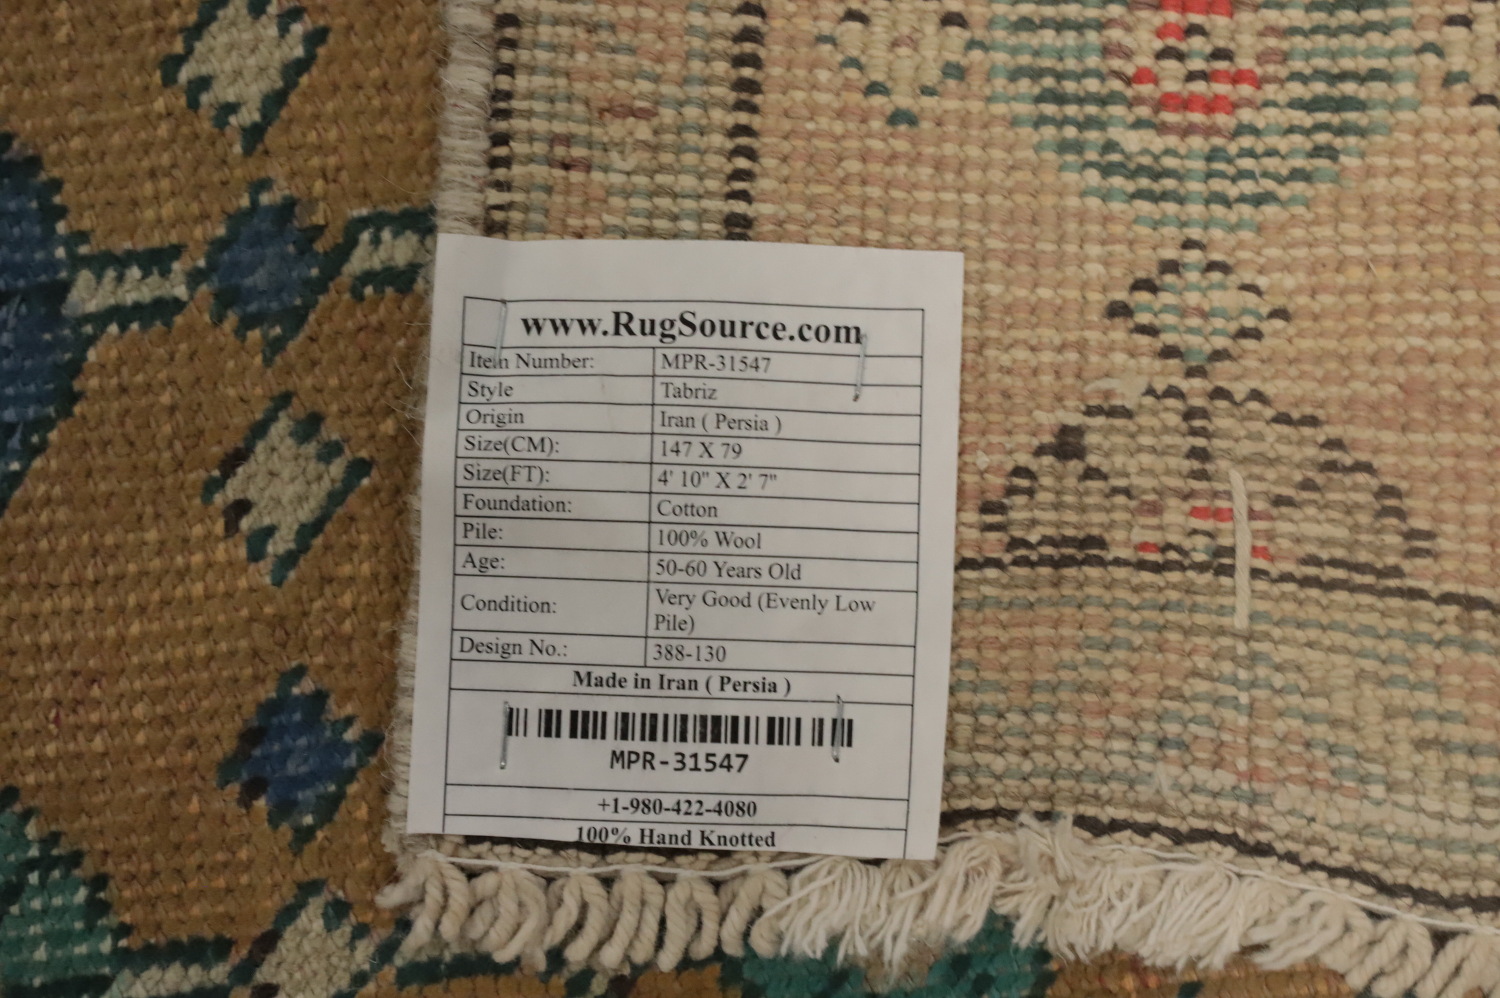 www.RugSource.com
Item Number: MPR-31547
Style Tabriz
Origin Iran ( Persia )
Size(CM): 147 X 79
Size(FT): 4' 10" X 2' 7"
Foundation: Cotton
Pile: 100% Wool
Age: 50-60 Years Old
Condition: Very Good (Evenly Low
Pile)
Design No.: 388-130
Made in Iran ( Persia )
MPR-31547
+1-980-422-4080
100% Hand Knotted